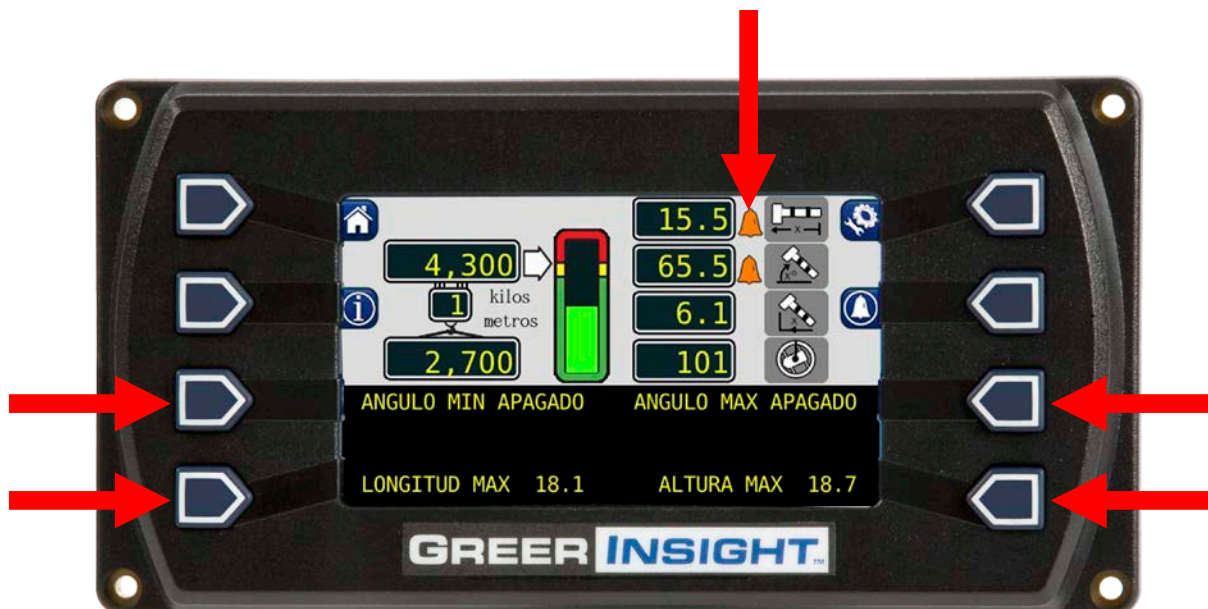 15.5
4,300
65.5
1
kilos
metros
6.1
2,700
101
ANGULO MIN APAGADO
ANGULO MAX APAGADO
LONGITUD MAX 18.1
ALTURA MAX 18.7
GREER INSIGHT™